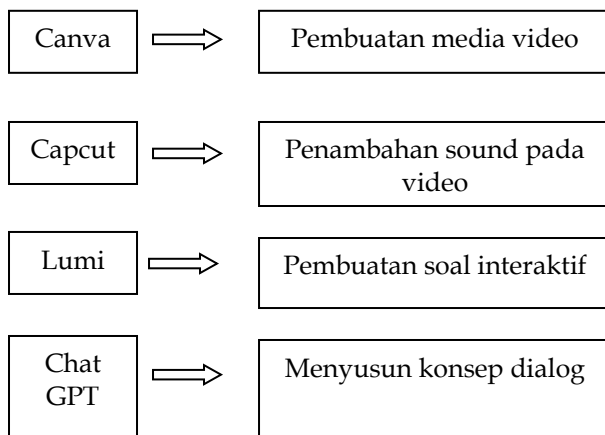 Canva
Pembuatan media video
Capcut
Penambahan sound pada
video
Lumi
Pembuatan soal interaktif
Chat
GPT
Menyusun konsep dialog